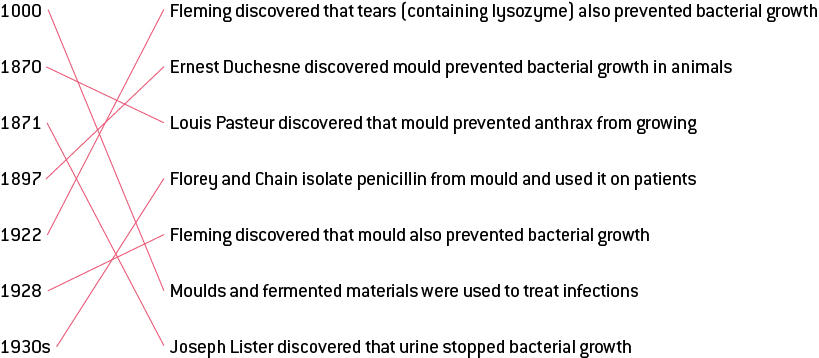 1000 Fleming discovered that tears (containing lysozyme) also prevented bacterial growth
1870 Ernest Duchesne discovered mould prevented bacterial growth in animals
1871 Louis Pasteur discovered that mould prevented anthrax from growing
1897 Florey and Chain isolate penicillin from mould and used it on patients
1922 Fleming discovered that mould also prevented bacterial growth
1928 Moulds and fermented materials were used to treat infections
1930s Joseph Lister discovered that urine stopped bacterial growth